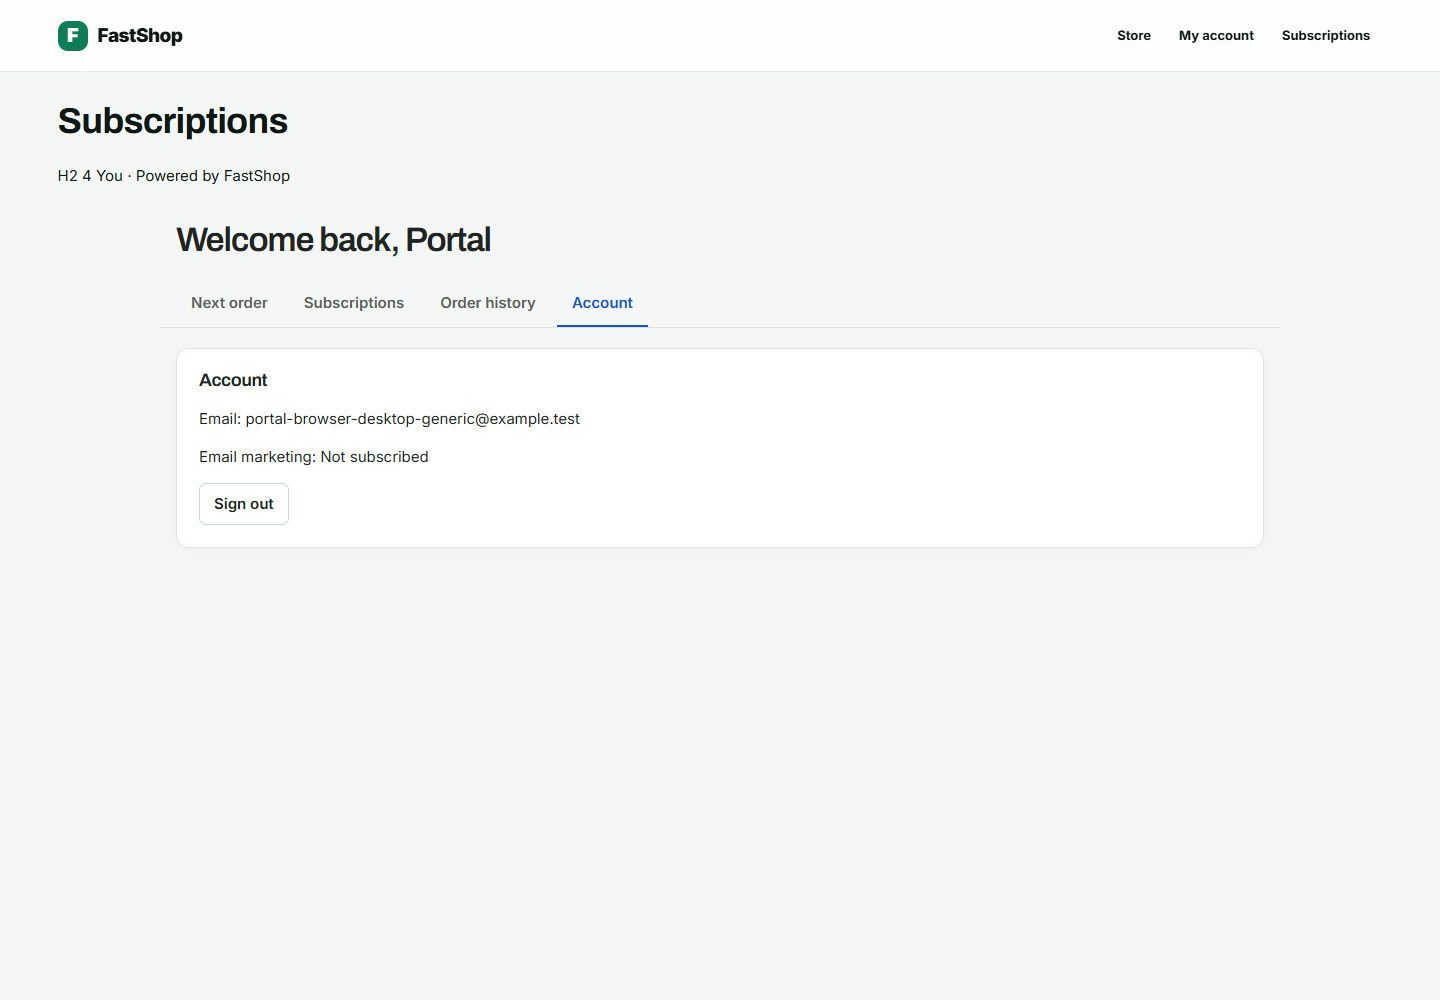 F FastShop
Store My account Subscriptions
Subscriptions
H2 4 You · Powered by FastShop
Welcome back, Portal
Next order Subscriptions Order history Account
Account
Email: portal-browser-desktop-generic@example.test
Email marketing: Not subscribed
Sign out